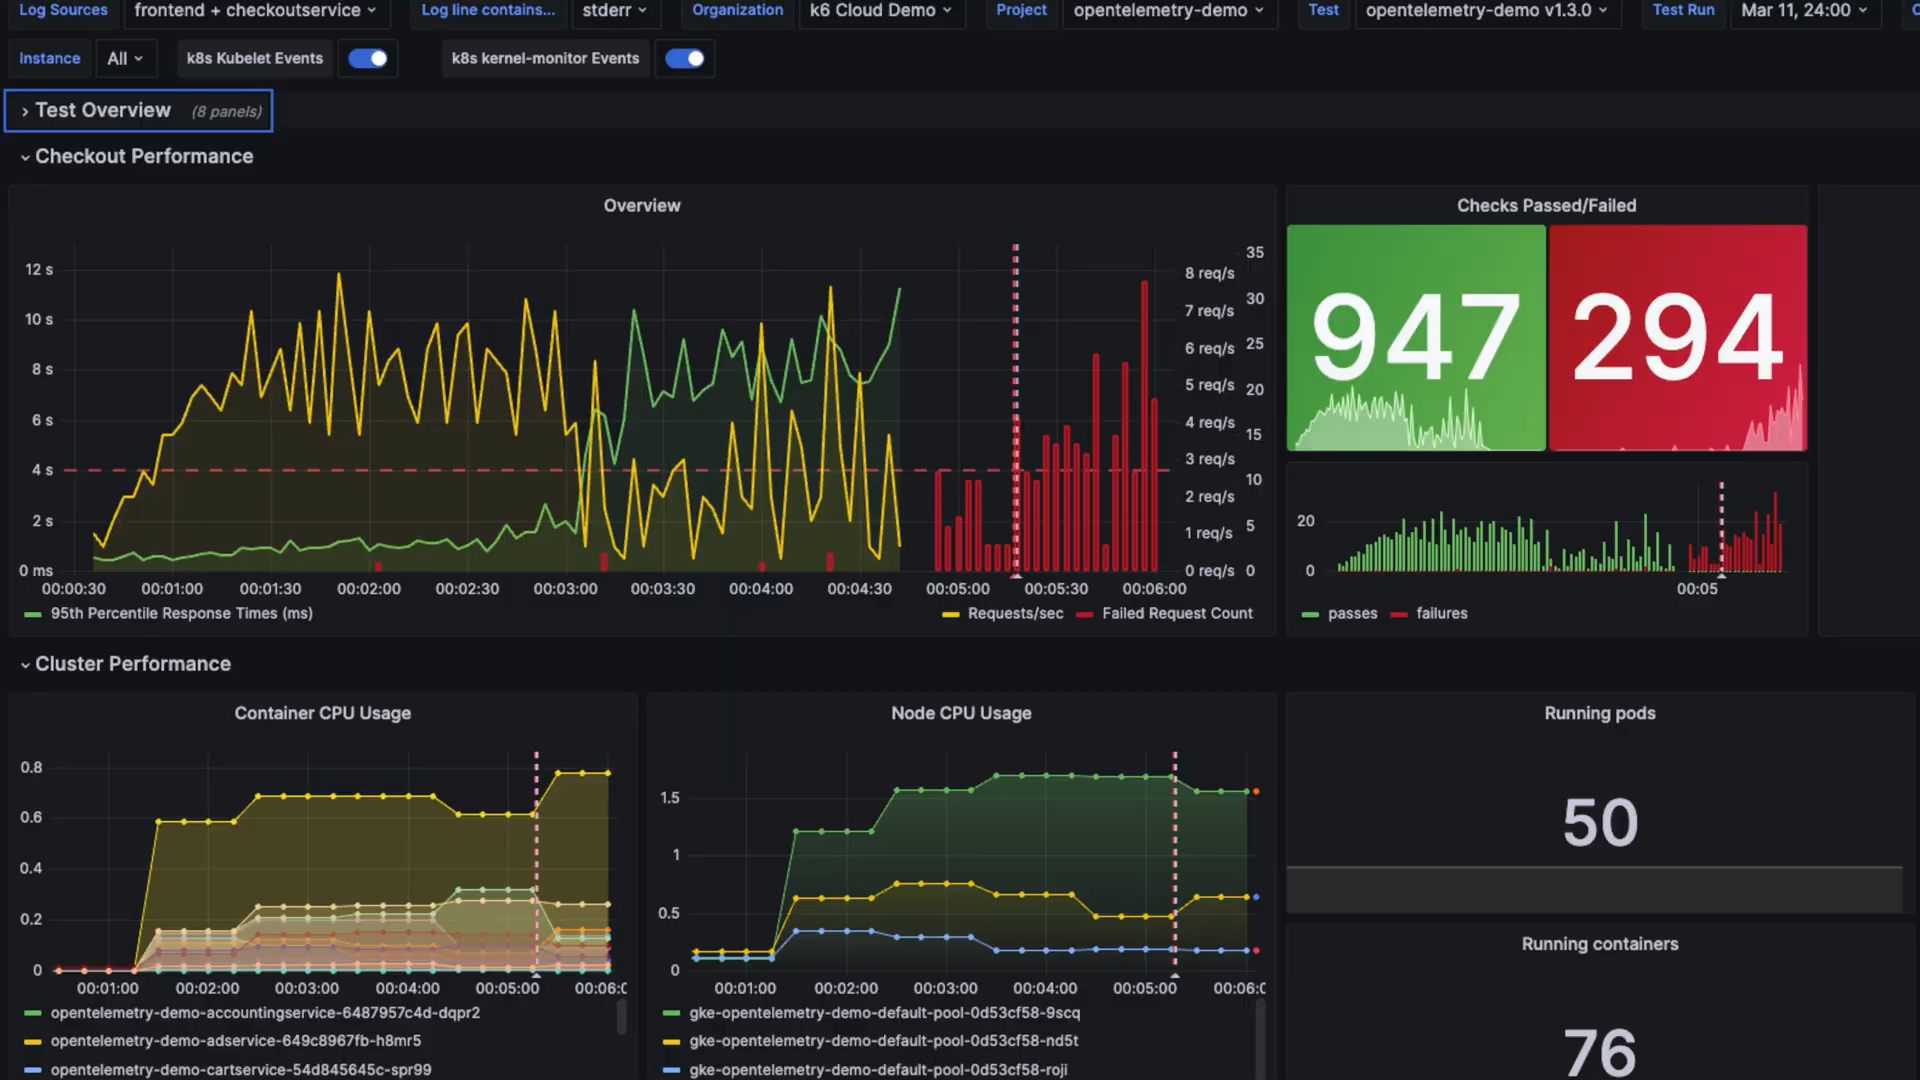 Log Sources frontend + checkoutservice Log line contains... stderr Organization k6 Cloud Demo Project opentelemetry-demo Test opentelemetry-demo v1.3.0 Test Run Mar 11, 24:00
Instance All k8s Kubelet Events k8s kernel-monitor Events
Test Overview (8 panels)
Checkout Performance
Overview
12 s
10 s
8 s
6 s
4 s
2 s
0 ms
8 req/s
7 req/s
6 req/s
5 req/s
4 req/s
3 req/s
2 req/s
1 req/s
0 req/s
35
30
25
20
15
10
5
0
00:00:30 00:01:00 00:01:30 00:02:00 00:02:30 00:03:00 00:03:30 00:04:00 00:04:30 00:05:00 00:05:30 00:06:00
95th Percentile Response Times (ms) Requests/sec Failed Request Count
Checks Passed/Failed
947 294
20
0
00:05
passes failures
Cluster Performance
Container CPU Usage
0.8
0.6
0.4
0.2
0
00:01:00 00:02:00 00:03:00 00:04:00 00:05:00 00:06:0
opentelemetry-demo-accountingservice-6487957c4d-dqpr2
opentelemetry-demo-adservice-649c8967fb-h8mr5
opentelemetry-demo-cartservice-54d845645c-spr99
Node CPU Usage
1.5
1
0.5
0
00:01:00 00:02:00 00:03:00 00:04:00 00:05:00 00:06:0
gke-opentelemetry-demo-default-pool-0d53cf58-9scq
gke-opentelemetry-demo-default-pool-0d53cf58-nd5t
gke-opentelemetry-demo-default-pool-0d53cf58-roji
Running pods
50
Running containers
76